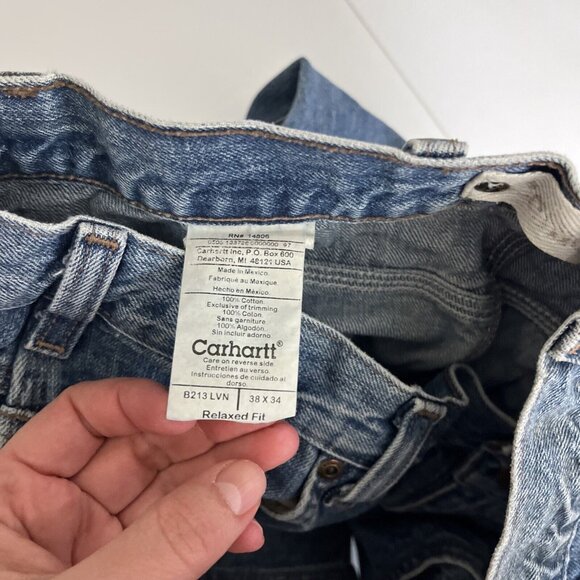 RN# 14806
Carhartt Inc, P.O. Box 600
Dearborn, MI 48121 USA
Made in Mexico.
Fabriqué au Mexique
Hecho en México.
100% Cotton.
Exclusive of trimming.
100% Coton.
Sans garniture.
100% Algodón.
Sin incluir adorno.
Carhartt®
Care on reverse side
Entretien au verso.
Instrucciones de cuidado al
dorso.
B213 LVN 38 X 34
Relaxed Fit